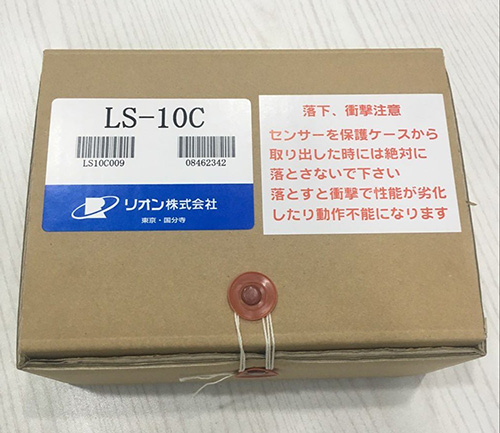 LS-10C
LS10C009
08462342
リオン株式会社
東京・国分寺
落下、衝撃注意
センサーを保護ケースから
取り出した時には絶対に
落とさないで下さい
落とすと衝撃で性能が劣化
したり動作不能になります